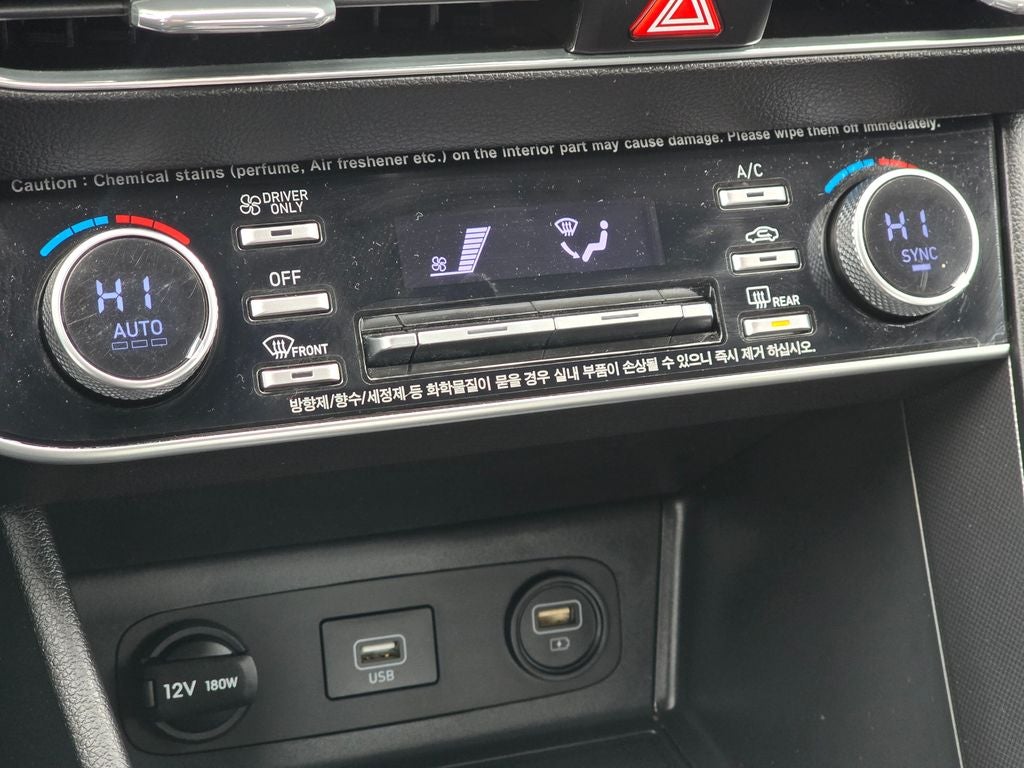 Caution : Chemical stains (perfume, Air freshener etc.) on the interior part may cause damage. Please wipe them off immediately.
DRIVER
ONLY
A/C
HI
AUTO
OFF
HI
SYNC
REAR
FRONT
방향제/향수/세정제 등 화학물질이 묻을 경우 실내 부품이 손상될 수 있으니 즉시 제거 하십시오.
12V 180W
USB